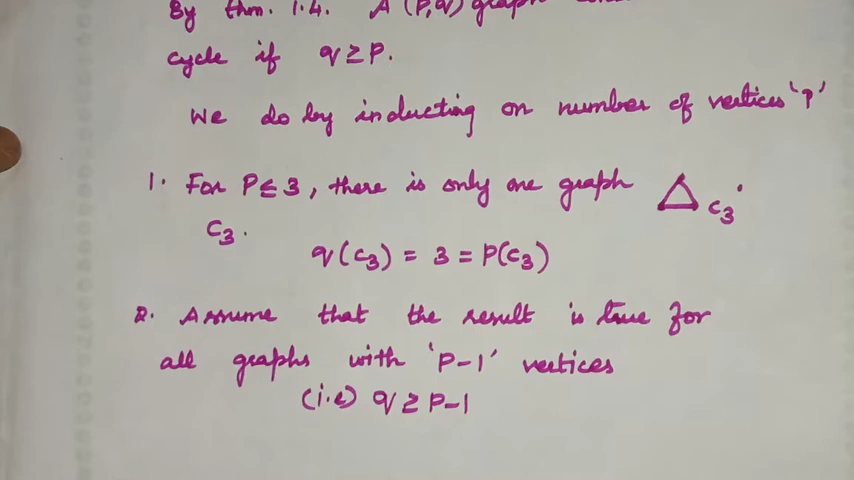 By thm. 1.4. A (P,q) graph
cycle if q ≥ P.
We do by inducting on number of vertices 'P'
1. For P ≤ 3, there is only one graph C3.
C3.
q(C3) = 3 = P(C3)
2. Assume that the result is true for
all graphs with 'P-1' vertices
(i.e) q ≥ P-1